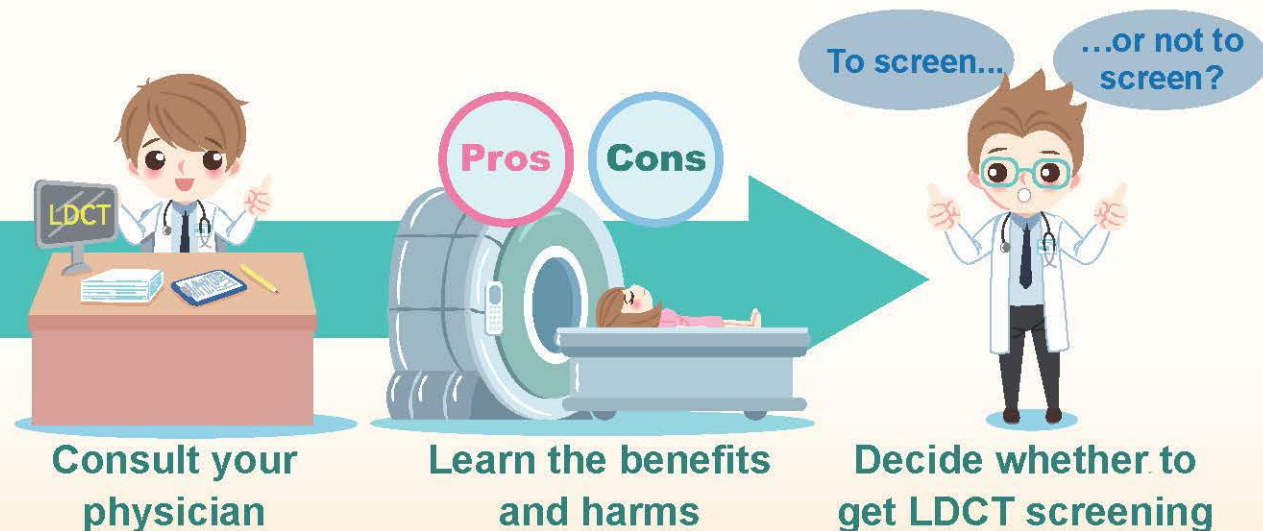 To screen...
...or not to
screen?
Pros
Cons
LDCT
Consult your
physician
Learn the benefits
and harms
Decide whether to
get LDCT screening